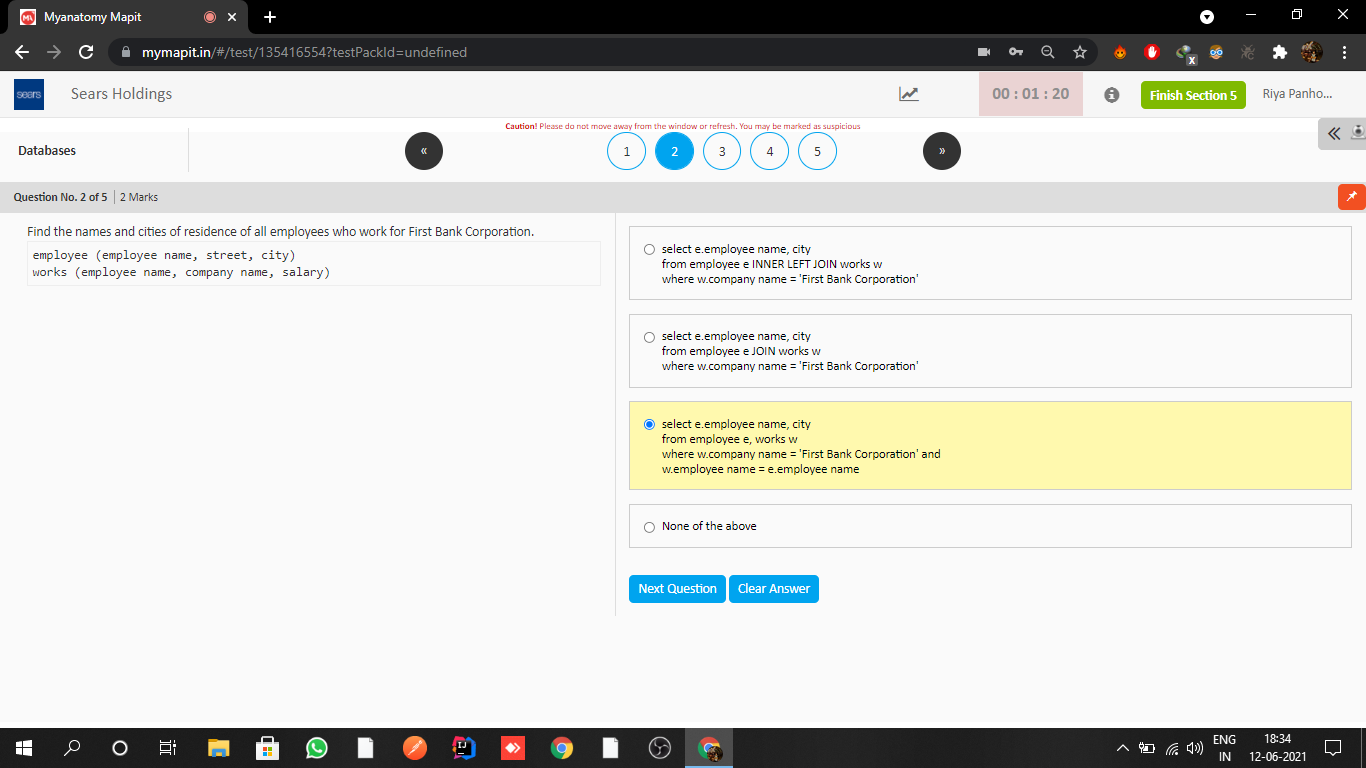 Myanatomy Mapit
mymapit.in/#/test/135416554?testPackId=undefined
sears
Sears Holdings
00 : 01 : 20
Finish Section 5
Riya Panho...
Caution! Please do not move away from the window or refresh, You may be marked as suspicious
Databases
«
1
2
3
4
5
»
Question No. 2 of 5
2 Marks
Find the names and cities of residence of all employees who work for First Bank Corporation.
employee (employee name, street, city)
works (employee name, company name, salary)
select e.employee name, city
from employee e INNER LEFT JOIN works w
where w.company name = 'First Bank Corporation'
select e.employee name, city
from employee e JOIN works w
where w.company name = 'First Bank Corporation'
select e.employee name, city
from employee e, works w
where w.company name = 'First Bank Corporation' and
w.employee name = e.employee name
None of the above
Next Question
Clear Answer
ENG
IN
18:34
12-06-2021